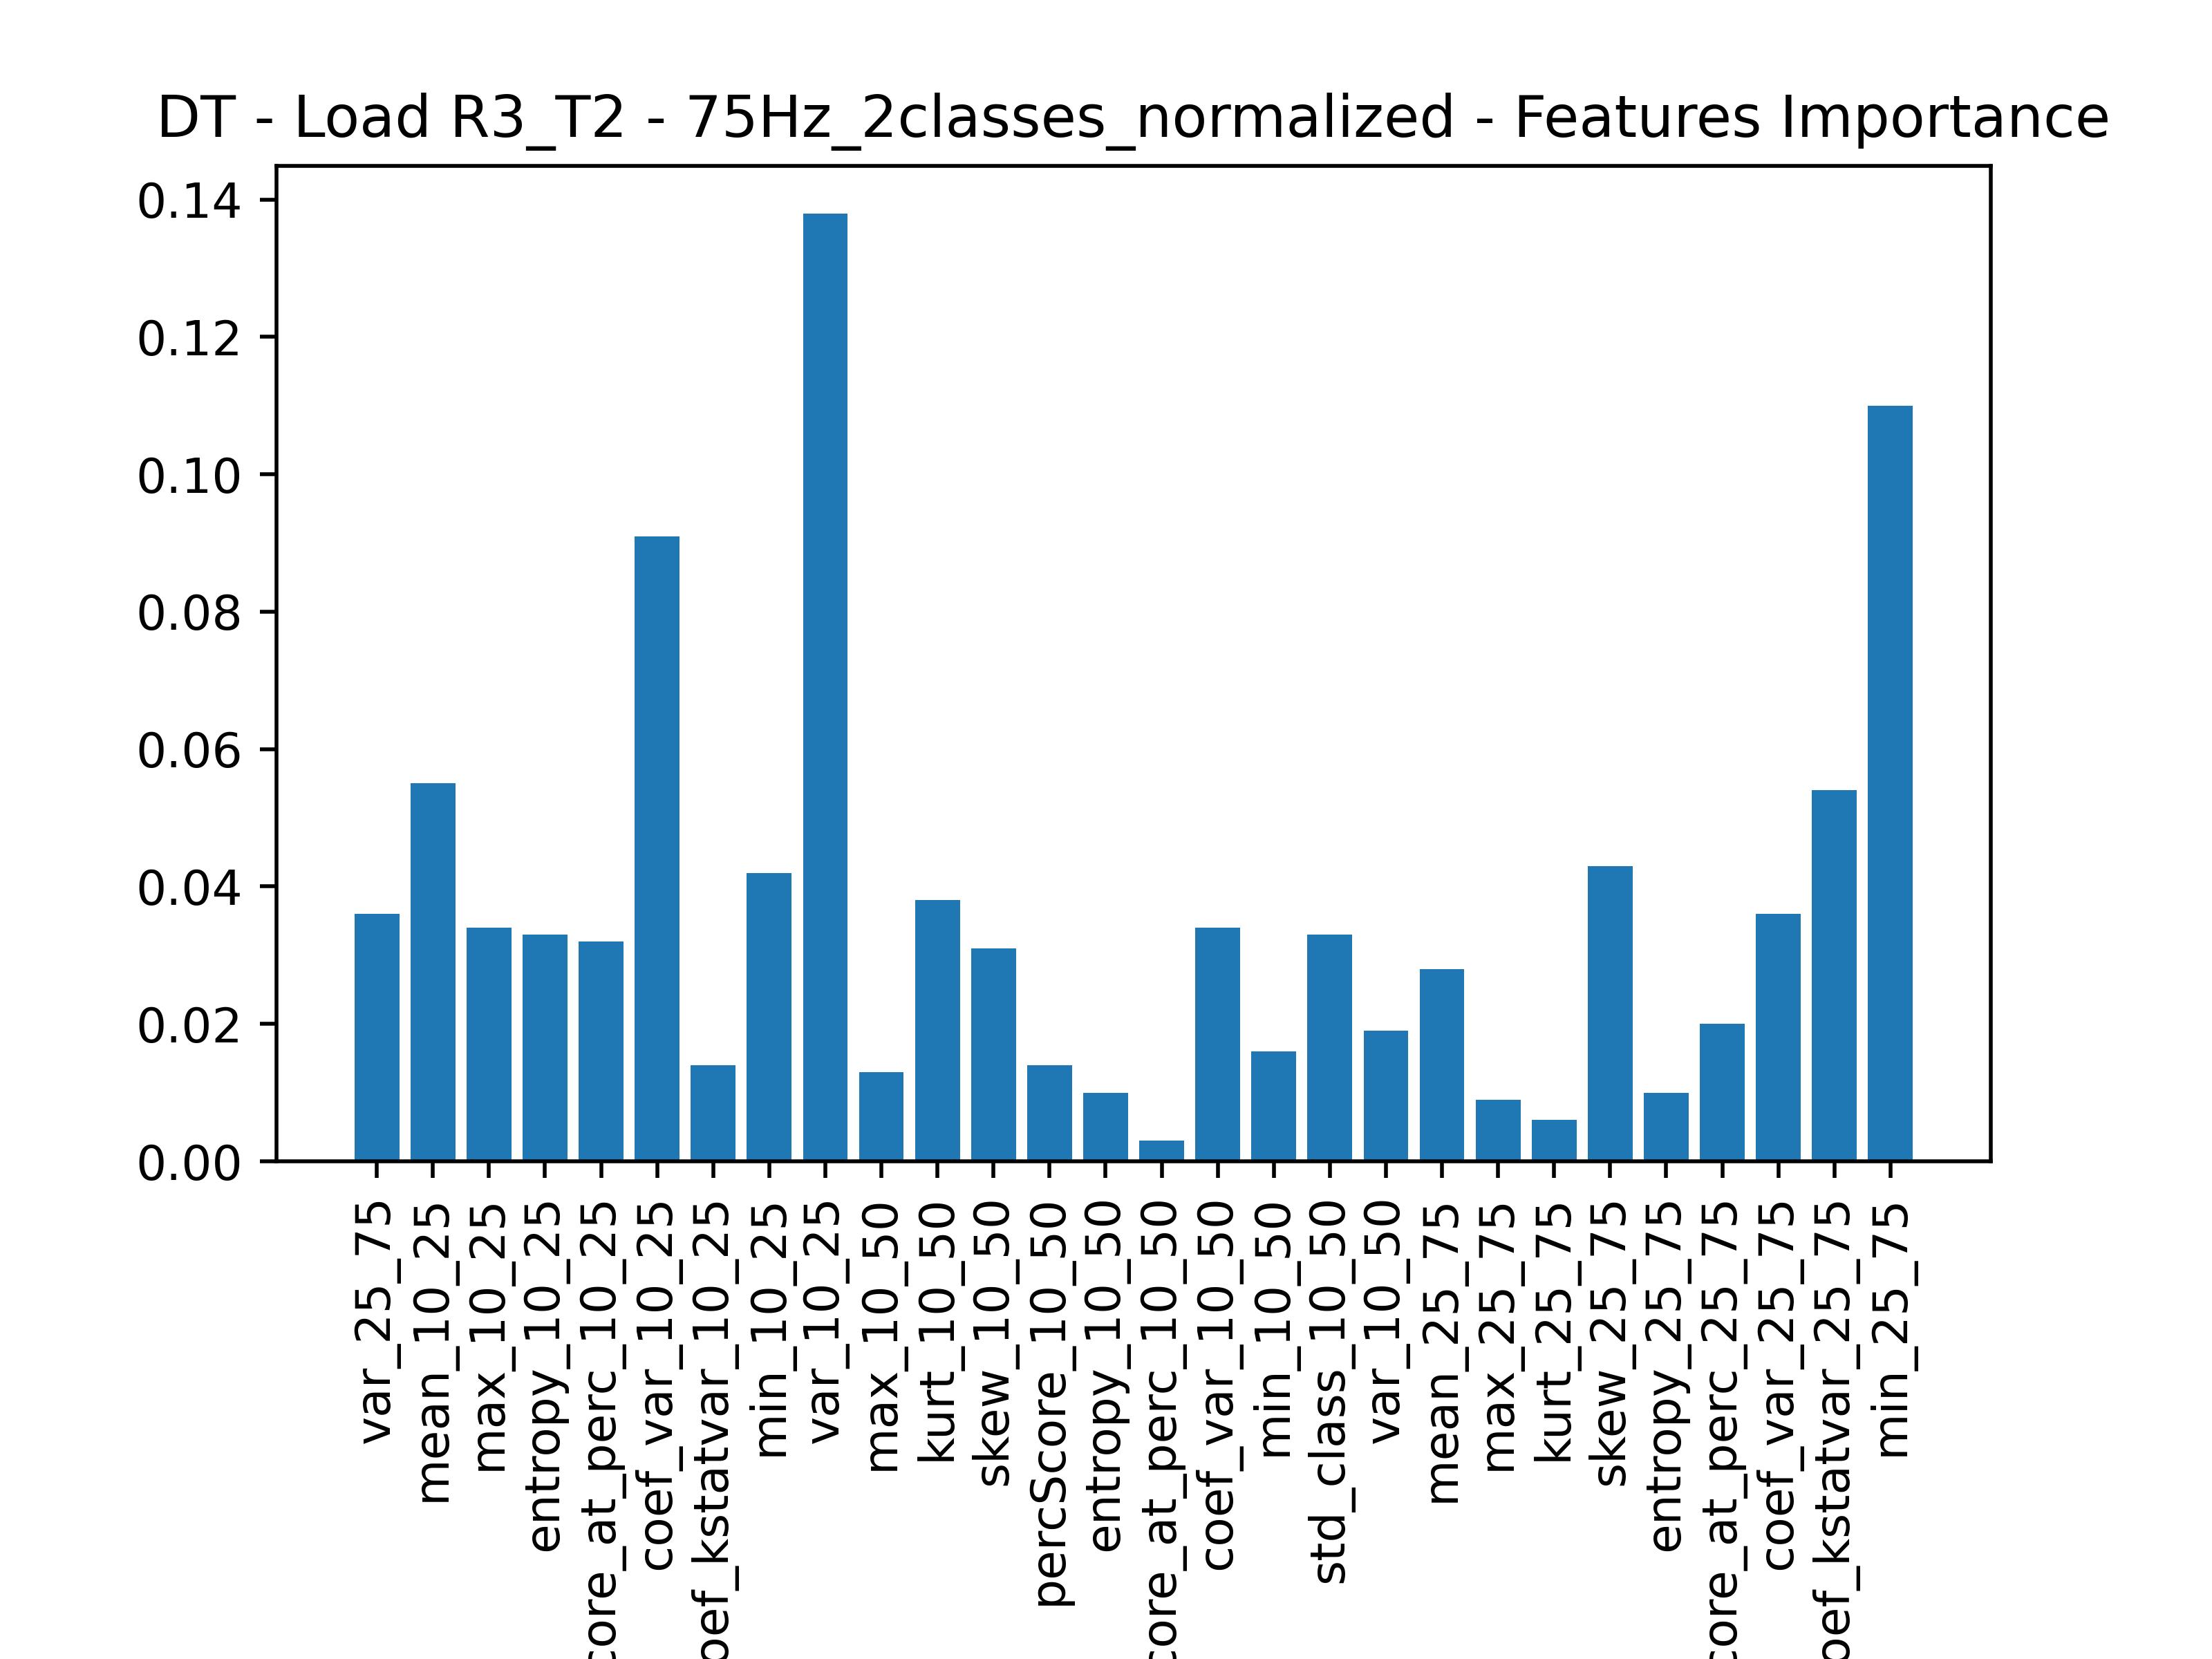 DT - Load R3_T2 - 75Hz_2classes_normalized - Features Importance
0.14
0.12
0.10
0.08
0.06
0.04
0.02
0.00
var_25_75
mean_10_25
max_10_25
entropy_10_25
core_at_perc_10_25
coef_var_10_25
oef_kstatvar_10_25
min_10_25
var_10_25
max_10_50
kurt_10_50
skew_10_50
percScore_10_50
entropy_10_50
core_at_perc_10_50
coef_var_10_50
min_10_50
std_class_10_50
var_10_50
mean_25_75
max_25_75
kurt_25_75
skew_25_75
entropy_25_75
core_at_perc_25_75
coef_var_25_75
oef_kstatvar_25_75
min_25_75